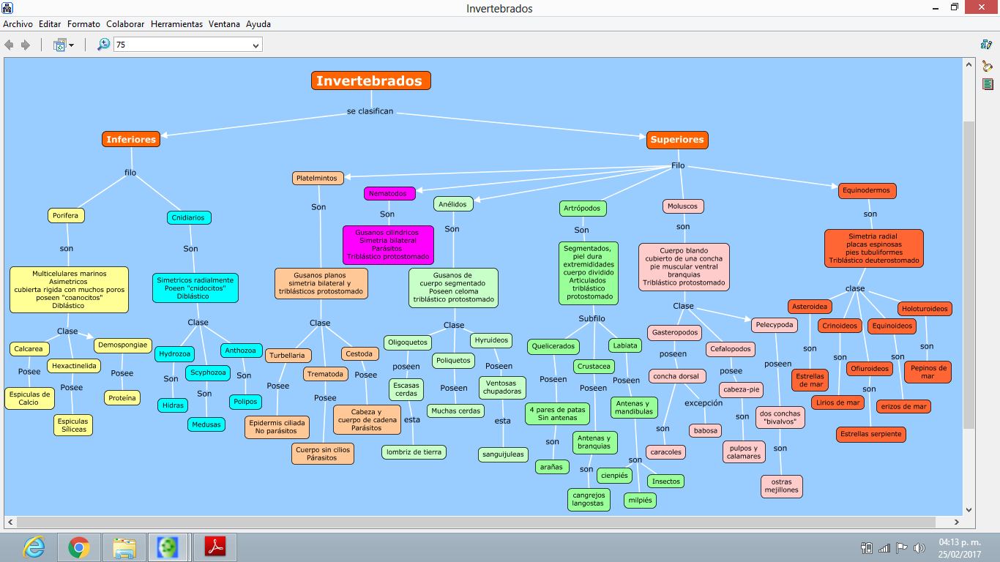 Invertebrados
Archivo Editar Formato Colaborar Herramientas Ventana Ayuda
75
Invertebrados
se clasifican
Inferiores
Superiores
filo
Filo
Porifera
son
Multicelulares marinos
Asimetricos
cubierta rigida con muchos poros
poseen "coanocitos"
Diblástico
Clase
Calcarea
Posee
Espiculas de
Calcio
Hexactinelida
Posee
Espiculas
Síliceas
Demospongiae
Posee
Proteína
Cnidiarios
Son
Simetricos radialmente
Poeen "cnidocitos"
Diblástico
Clase
Hydrozoa
Son
Hidras
Scyphozoa
Son
Medusas
Anthozoa
Son
Polipos
Platelmintos
Son
Gusanos planos
simetria bilateral y
triblásticos protostomado
Clase
Turbellaria
Posee
Epidermis ciliada
No parásitos
Trematoda
Posee
Cuerpo sin cilios
Párasitos
Cestoda
Posee
Cabeza y
cuerpo de cadena
Parásitos
Nematodos
Son
Gusanos cilindricos
Simetria bilateral
Parásitos
Triblástico protostomado
Anélidos
Son
Gusanos de
cuerpo segmentado
Poseen celoma
triblástico protostomado
Clase
Oligoquetos
poseen
Escasas
cerdas
esta
lombriz de tierra
Poliquetos
Poseen
Muchas cerdas
Hyruideos
Poseen
Ventosas
chupadoras
esta
sanguijuleas
Artrópodos
Son
Segmentados,
piel dura
extremididades
cuerpo dividido
Articulados
triblástico
protostomado
Subfilo
Quelicerados
Poseen
4 pares de patas
Sin antenas
son
arañas
Crustacea
Poseen
Antenas y
branquias
son
cangrejos
langostas
Labiata
Poseen
Antenas y
mandibulas
son
cienpiés
milpiés
Insectos
Moluscos
son
Cuerpo blando
cubierto de una concha
pie muscular ventral
branquias
Triblástico protostomado
Clase
Gasteropodos
poseen
concha dorsal
son
caracoles
excepción
babosa
Cefalopodos
posee
cabeza-pie
son
pulpos y
calamares
Pelecypoda
poseen
dos conchas
"bivalvos"
son
ostras
mejillones
Equinodermos
son
Simetria radial
placas espinosas
pies tubuliformes
Triblástico deuterostomado
clase
Asteroidea
son
Estrellas
de mar
Crinoideos
son
Lirios de mar
Ofiuroideos
son
Estrellas serpiente
Equinoideos
son
erizos de mar
Holoturoideos
son
Pepinos de
mar
04:13 p. m.
25/02/2017